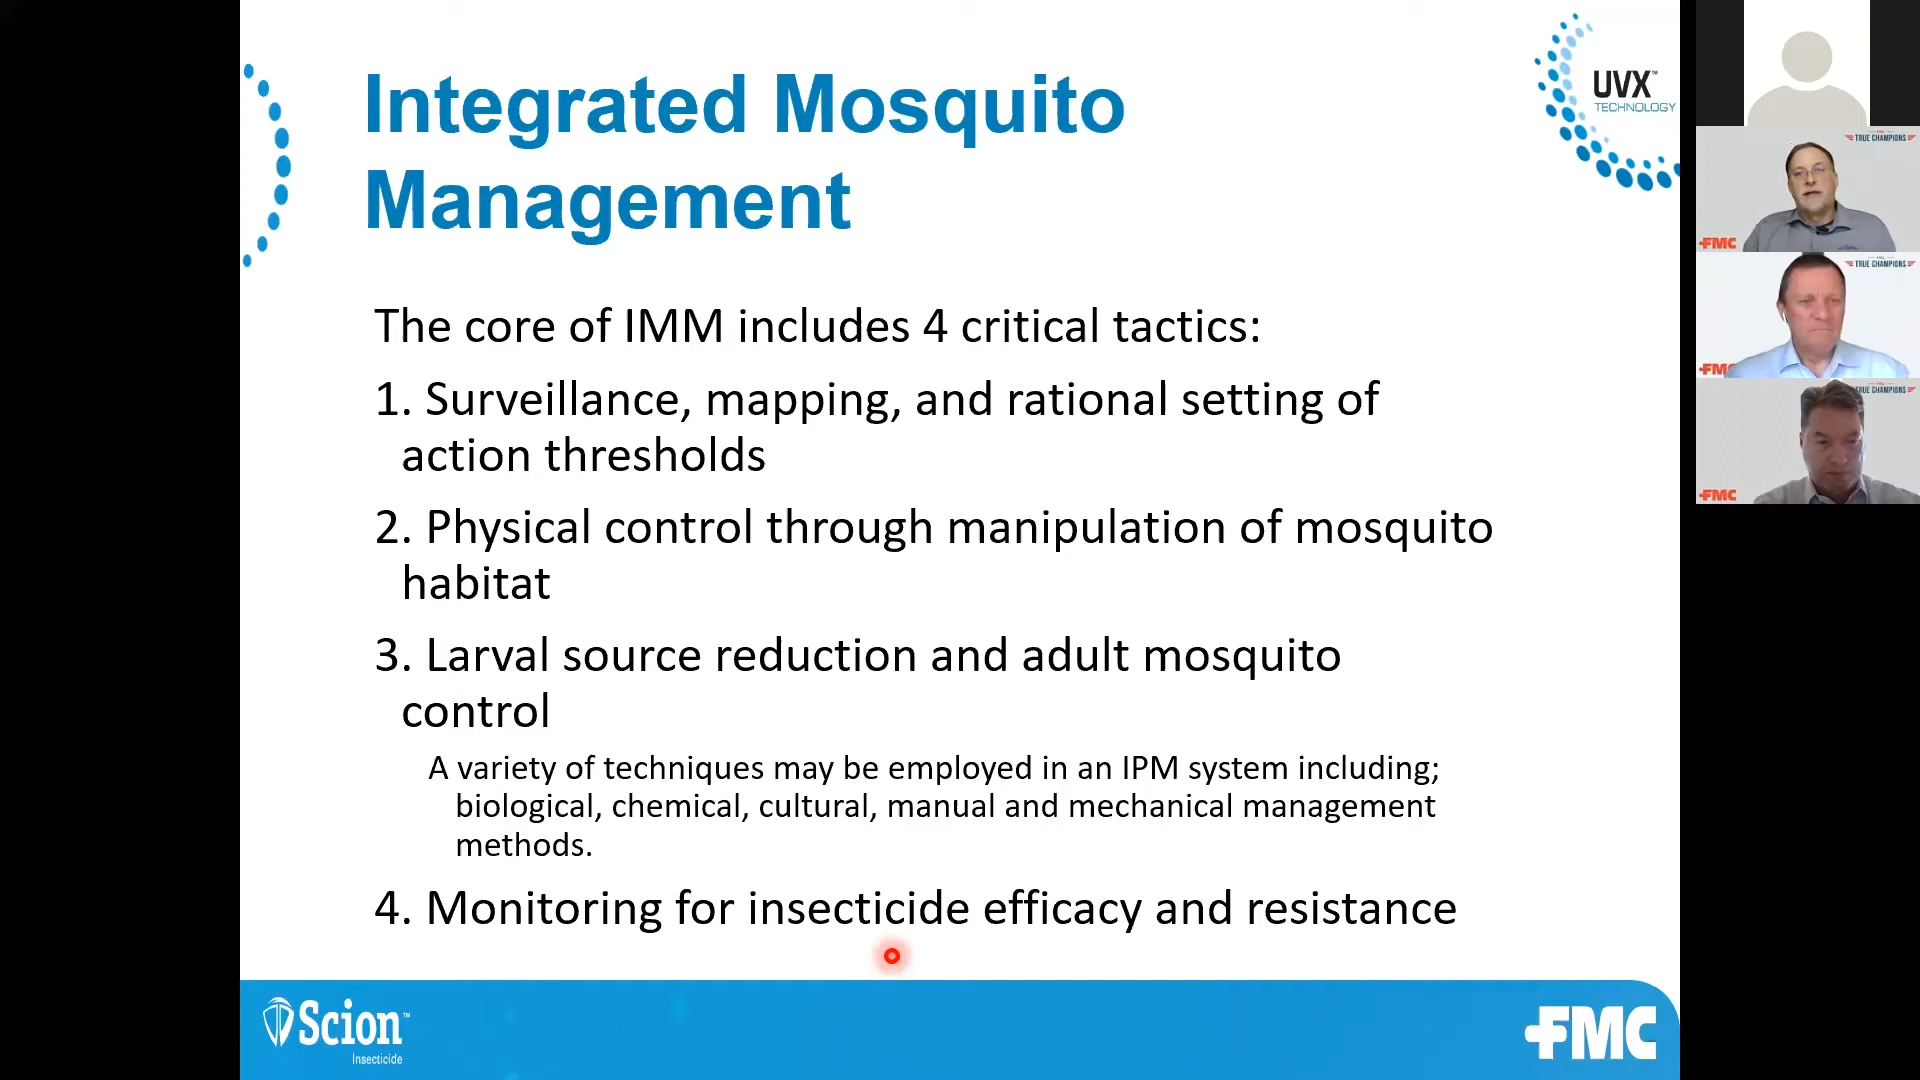 Integrated Mosquito
Management
UVX™
TECHNOLOGY
The core of IMM includes 4 critical tactics:
1. Surveillance, mapping, and rational setting of
action thresholds
2. Physical control through manipulation of mosquito
habitat
3. Larval source reduction and adult mosquito
control
A variety of techniques may be employed in an IPM system including;
biological, chemical, cultural, manual and mechanical management
methods.
4. Monitoring for insecticide efficacy and resistance
Scion™
Insecticide
FMC
TRUE CHAMPIONS
FMC
TRUE CHAMPIONS
FMC
TRUE CHAMPIONS
FMC